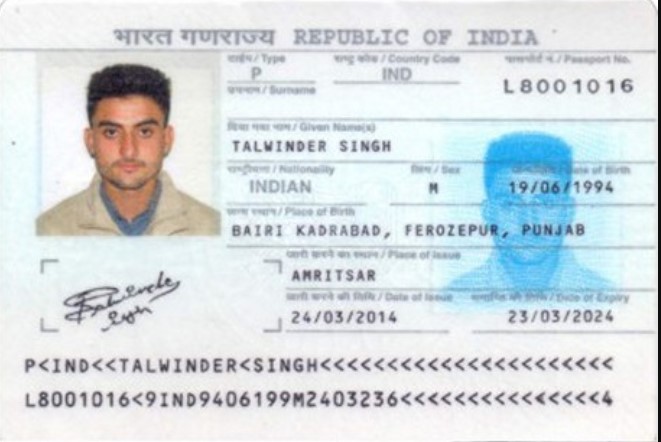 भारत गणराज्य REPUBLIC OF INDIA
टाईप / Type
P
राष्ट्र कोड / Country Code
IND
पासपोर्ट नं. / Passport No.
L8001016
उपनाम / Surname
दिया गया नाम / Given Name(s)
TALWINDER SINGH
राष्ट्रीयता / Nationality
INDIAN
लिंग / Sex
M
जन्मतिथि / Date of Birth
19/06/1994
जन्म स्थान / Place of Birth
BAIRI KADRABAD, FEROZEPUR, PUNJAB
जारी करने का स्थान / Place of Issue
AMRITSAR
जारी करने की तिथि / Date of Issue
24/03/2014
समाप्ति की तिथि / Date of Expiry
23/03/2024
P<IND<<TALWINDER<SINGH<<<<<<<<<<<<<<<<<<<<<<
L8001016<9IND9406199M2403236<<<<<<<<<<<<<<<4